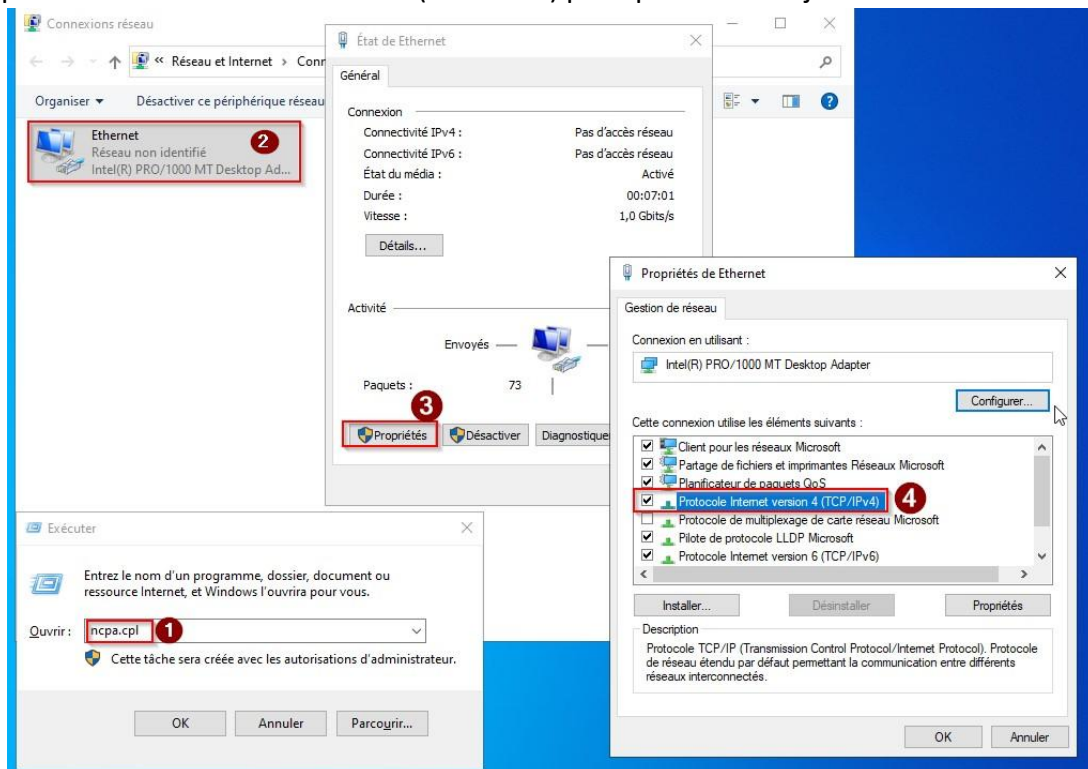 Connexions réseau
« Réseau et Internet › Conr
Organiser ▾ Désactiver ce périphérique réseau
Ethernet
Réseau non identifié
Intel(R) PRO/1000 MT Desktop Ad...
2
État de Ethernet
Général
Connexion
Connectivité IPv4 : Pas d'accès réseau
Connectivité IPv6 : Pas d'accès réseau
État du média : Activé
Durée : 00:07:01
Vitesse : 1,0 Gbits/s
Détails...
Activité
Envoyés
Paquets : 73
3
Propriétés Désactiver Diagnostique
Exécuter
Entrez le nom d'un programme, dossier, document ou
ressource Internet, et Windows l'ouvrira pour vous.
Ouvrir : ncpa.cpl 1
Cette tâche sera créée avec les autorisations d'administrateur.
OK Annuler Parcourir...
Propriétés de Ethernet
Gestion de réseau
Connexion en utilisant :
Intel(R) PRO/1000 MT Desktop Adapter
Configurer...
Cette connexion utilise les éléments suivants :
Client pour les réseaux Microsoft
Partage de fichiers et imprimantes Réseaux Microsoft
Planificateur de paquets QoS
Protocole Internet version 4 (TCP/IPv4) 4
Protocole de multiplexage de carte réseau Microsoft
Pilote de protocole LLDP Microsoft
Protocole Internet version 6 (TCP/IPv6)
Installer... Désinstaller Propriétés
Description
Protocole TCP/IP (Transmission Control Protocol/Internet Protocol). Protocole
de réseau étendu par défaut permettant la communication entre différents
réseaux interconnectés.
OK Annuler